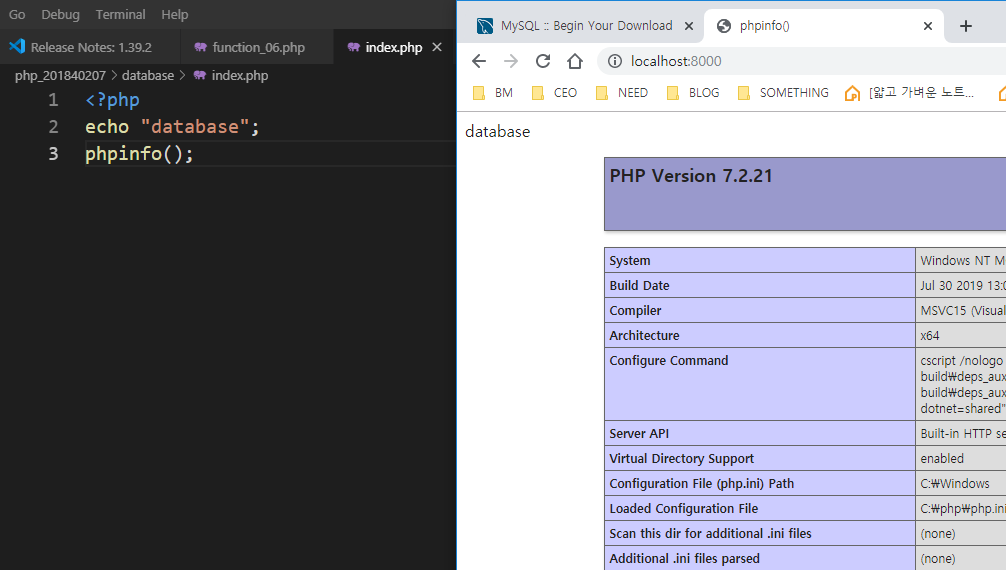 Go Debug Terminal Help
Release Notes: 1.39.2 function_06.php index.php
php_201840207 > database > index.php
1 <?php
2 echo "database";
3 phpinfo();
MySQL :: Begin Your Download phpinfo()
localhost:8000
BM CEO NEED BLOG SOMETHING [얇고 가벼운 노트...
database
PHP Version 7.2.21
System Windows NT M
Build Date Jul 30 2019 13:0
Compiler MSVC15 (Visual
Architecture x64
Configure Command cscript /nologo
build₩deps_aux
build₩deps_aux
dotnet=shared"
Server API Built-in HTTP se
Virtual Directory Support enabled
Configuration File (php.ini) Path C:₩Windows
Loaded Configuration File C:₩php₩php.ini
Scan this dir for additional .ini files (none)
Additional .ini files parsed (none)